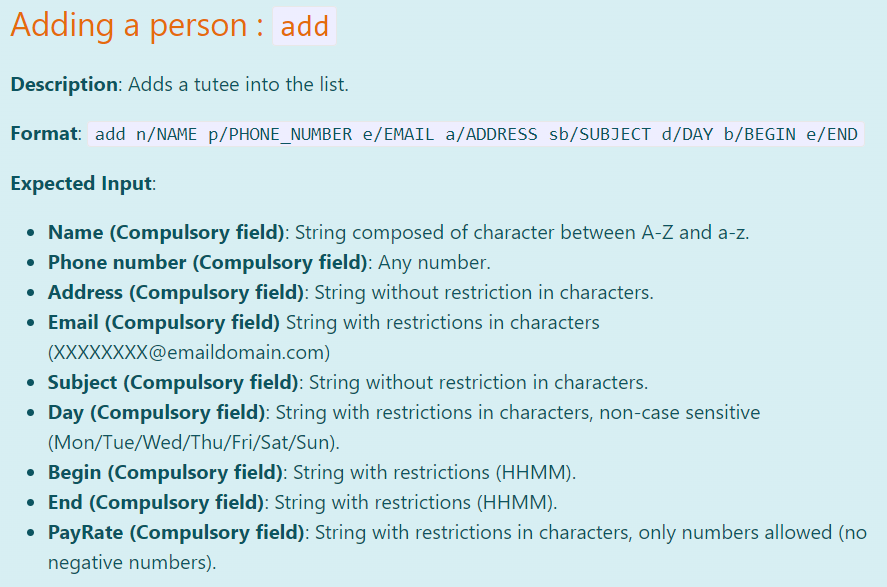 Adding a person : add
Description: Adds a tutee into the list.
Format: add n/NAME p/PHONE_NUMBER e/EMAIL a/ADDRESS sb/SUBJECT d/DAY b/BEGIN e/END
Expected Input:
• Name (Compulsory field): String composed of character between A-Z and a-z.
• Phone number (Compulsory field): Any number.
• Address (Compulsory field): String without restriction in characters.
• Email (Compulsory field) String with restrictions in characters
(XXXXXXXX@emaildomain.com)
• Subject (Compulsory field): String without restriction in characters.
• Day (Compulsory field): String with restrictions in characters, non-case sensitive
(Mon/Tue/Wed/Thu/Fri/Sat/Sun).
• Begin (Compulsory field): String with restrictions (HHMM).
• End (Compulsory field): String with restrictions (HHMM).
• PayRate (Compulsory field): String with restrictions in characters, only numbers allowed (no
negative numbers).